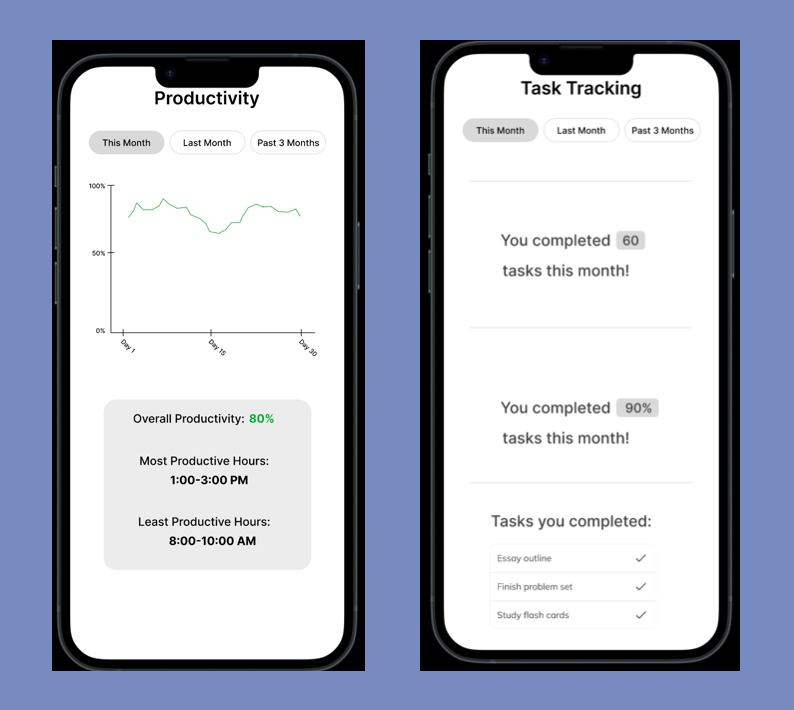 Productivity
This Month
Last Month
Past 3 Months
100%
50%
0%
Day 1
Day 15
Day 30
Overall Productivity: 80%
Most Productive Hours:
1:00-3:00 PM
Least Productive Hours:
8:00-10:00 AM
Task Tracking
This Month
Last Month
Past 3 Months
You completed 60
tasks this month!
You completed 90%
tasks this month!
Tasks you completed:
Essay outline
Finish problem set
Study flash cards